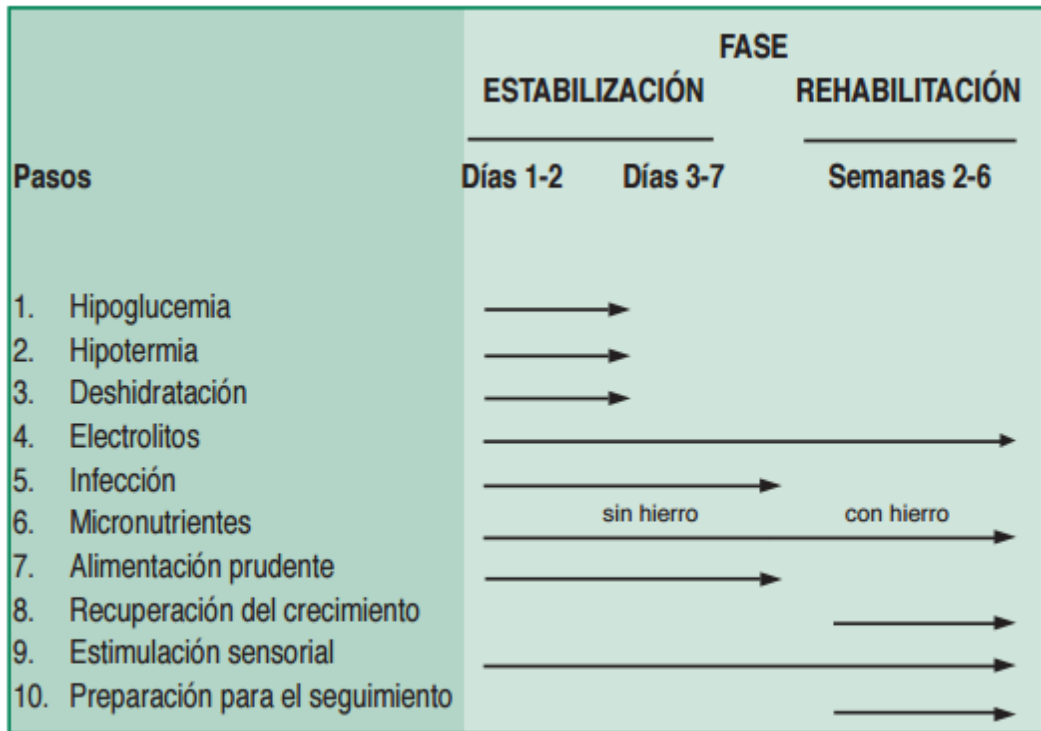 FASE
ESTABILIZACIÓN REHABILITACIÓN
Pasos Días 1-2 Días 3-7 Semanas 2-6
1. Hipoglucemia
2. Hipotermia
3. Deshidratación
4. Electrolitos
5. Infección
sin hierro con hierro
6. Micronutrientes
7. Alimentación prudente
8. Recuperación del crecimiento
9. Estimulación sensorial
10. Preparación para el seguimiento